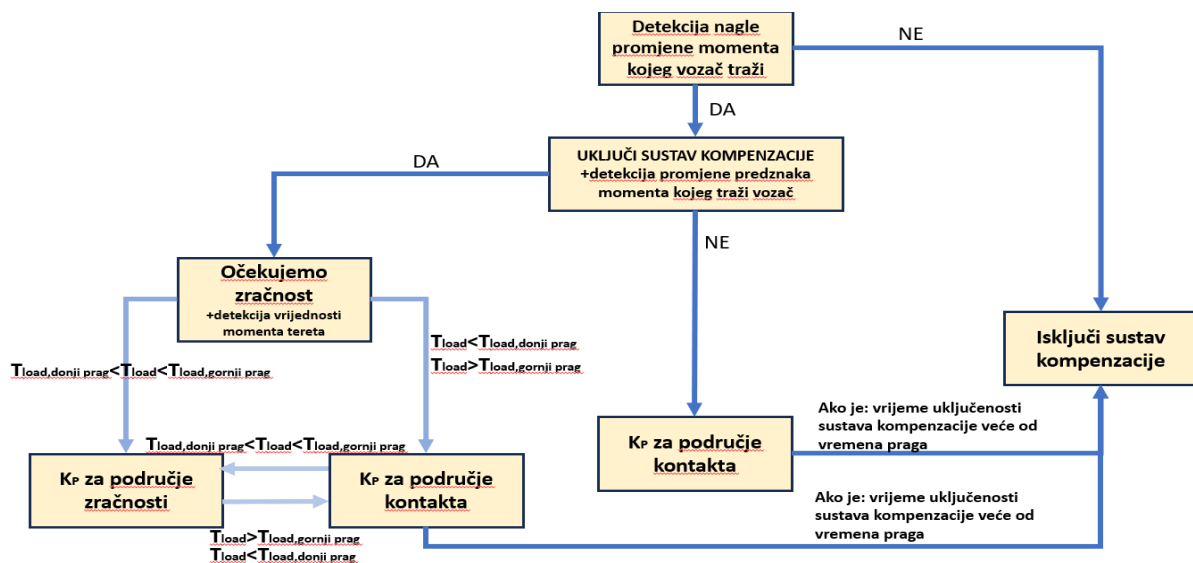 Detekcija nagle
promjene momenta
kojeg vozač traži
NE
DA
UKLJUČI SUSTAV KOMPENZACIJE
+detekcija promjene predznaka
momenta kojeg traži vozač
DA
NE
Očekujemo
zračnost
+detekcija vrijednosti
momenta tereta
Tload,donji prag<Tload<Tload,gornji prag
Tload<Tload,donji prag
Tload>Tload,gornji prag
Isključi sustav
kompenzacije
Tload,donji prag<Tload<Tload,gornji prag
KP za područje
zračnosti
KP za područje
kontakta
Tload>Tload,gornji prag
Tload<Tload,donji prag
KP za područje
kontakta
Ako je: vrijeme uključenosti
sustava kompenzacije veće od
vremena praga
Ako je: vrijeme uključenosti
sustava kompenzacije veće od
vremena praga